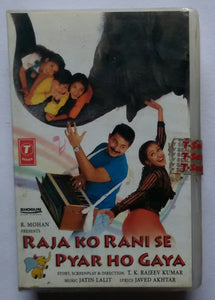 T
R. MOHAN
PRESENTS
RAJA KO RANI SE
PYAR HO GAYA
STORY, SCREENPLAY & DIRECTION: T. K. RAJEEV KUMAR
MUSIC: JATIN LALIT LYRICS: JAVED AKHTAR